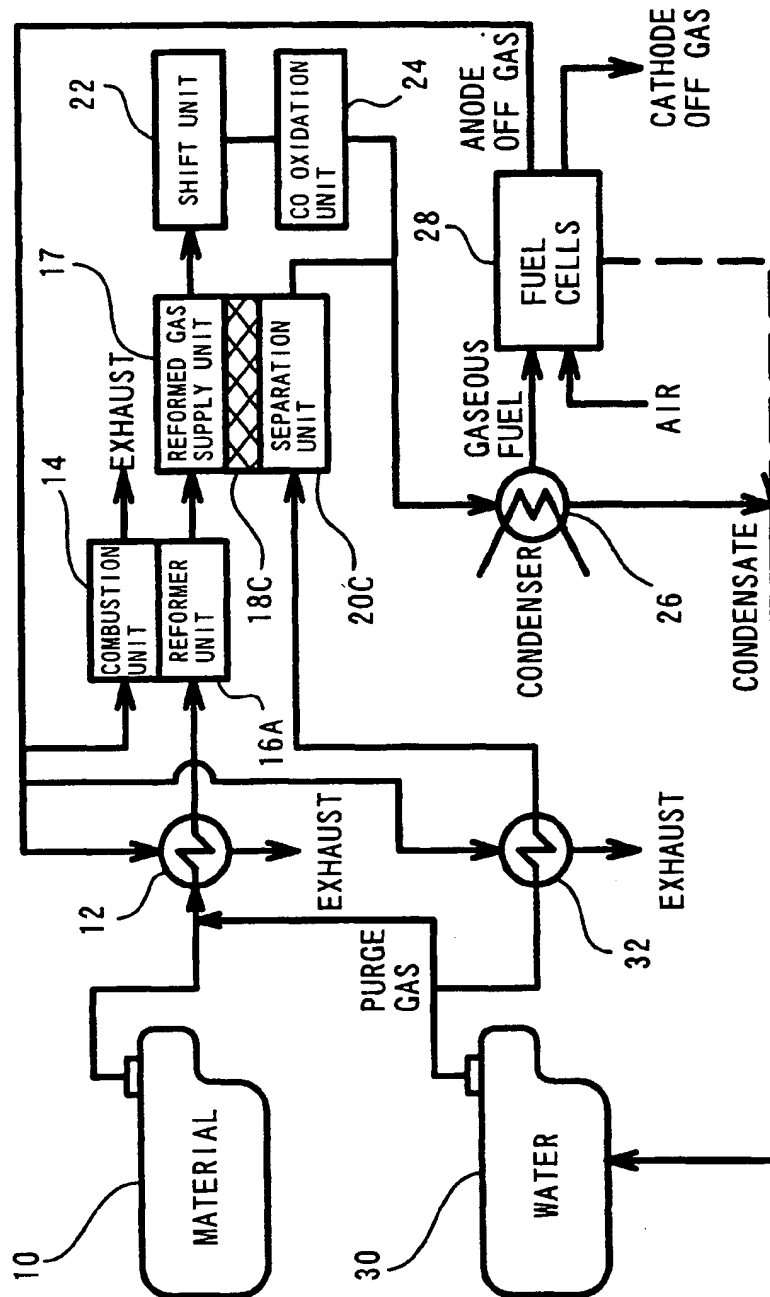 10
MATERIAL
12
EXHAUST
14
COMBUSTION
UNIT
REFORMER
UNIT
16A
EXHAUST
17
REFORMED GAS
SUPPLY UNIT
18C
SEPARATION
UNIT
20C
22
SHIFT UNIT
CO OXIDATION
UNIT
24
30
WATER
PURGE
GAS
32
EXHAUST
CONDENSER
26
CONDENSATE
GASEOUS
FUEL
AIR
28
FUEL
CELLS
ANODE
OFF GAS
CATHODE
OFF GAS